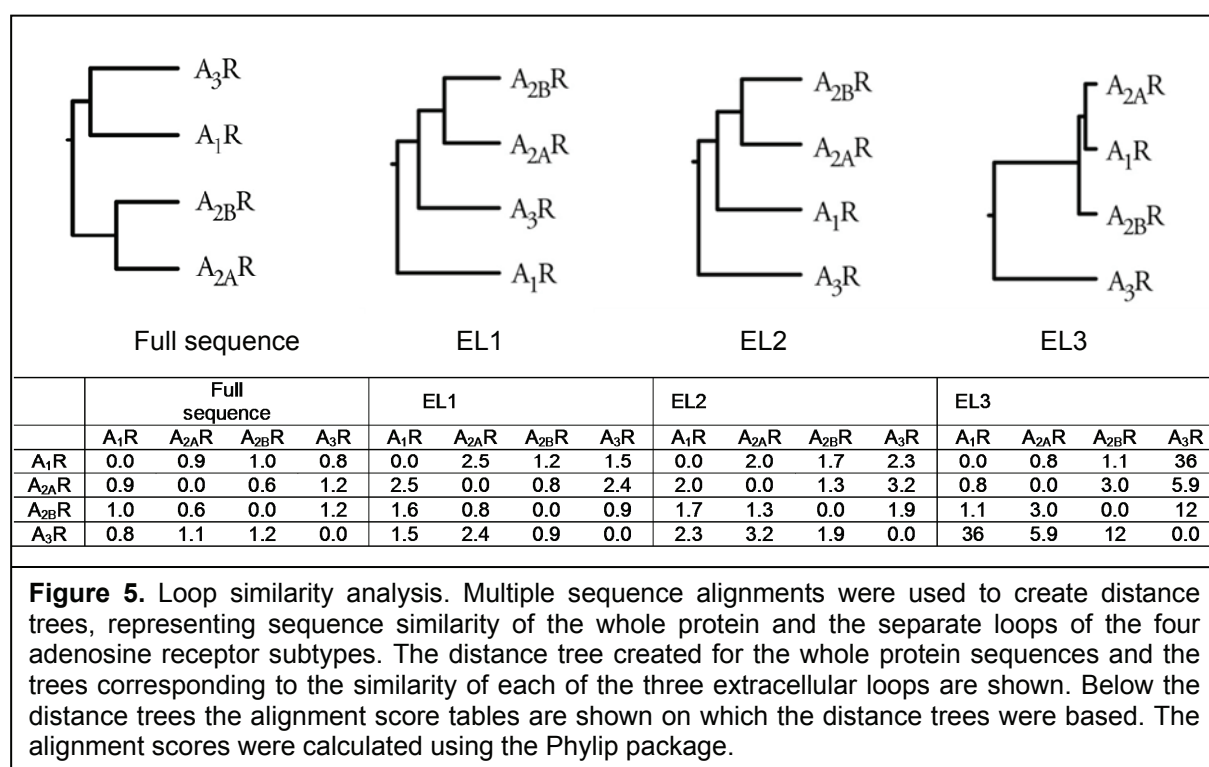 A3R
A1R
A2BR
A2AR
Full sequence
A2BR
A2AR
A3R
A1R
EL1
A2BR
A2AR
A1R
A3R
EL2
A2AR
A1R
A2BR
A3R
EL3
Full sequence EL1 EL2 EL3
A1R A2AR A2BR A3R A1R A2AR A2BR A3R A1R A2AR A2BR A3R A1R A2AR A2BR A3R
A1R 0.0 0.9 1.0 0.8 0.0 2.5 1.2 1.5 0.0 2.0 1.7 2.3 0.0 0.8 1.1 36
A2AR 0.9 0.0 0.6 1.2 2.5 0.0 0.8 2.4 2.0 0.0 1.3 3.2 0.8 0.0 3.0 5.9
A2BR 1.0 0.6 0.0 1.2 1.6 0.8 0.0 0.9 1.7 1.3 0.0 1.9 1.1 3.0 0.0 12
A3R 0.8 1.1 1.2 0.0 1.5 2.4 0.9 0.0 2.3 3.2 1.9 0.0 36 5.9 12 0.0
Figure 5. Loop similarity analysis. Multiple sequence alignments were used to create distance
trees, representing sequence similarity of the whole protein and the separate loops of the four
adenosine receptor subtypes. The distance tree created for the whole protein sequences and the
trees corresponding to the similarity of each of the three extracellular loops are shown. Below the
distance trees the alignment score tables are shown on which the distance trees were based. The
alignment scores were calculated using the Phylip package.